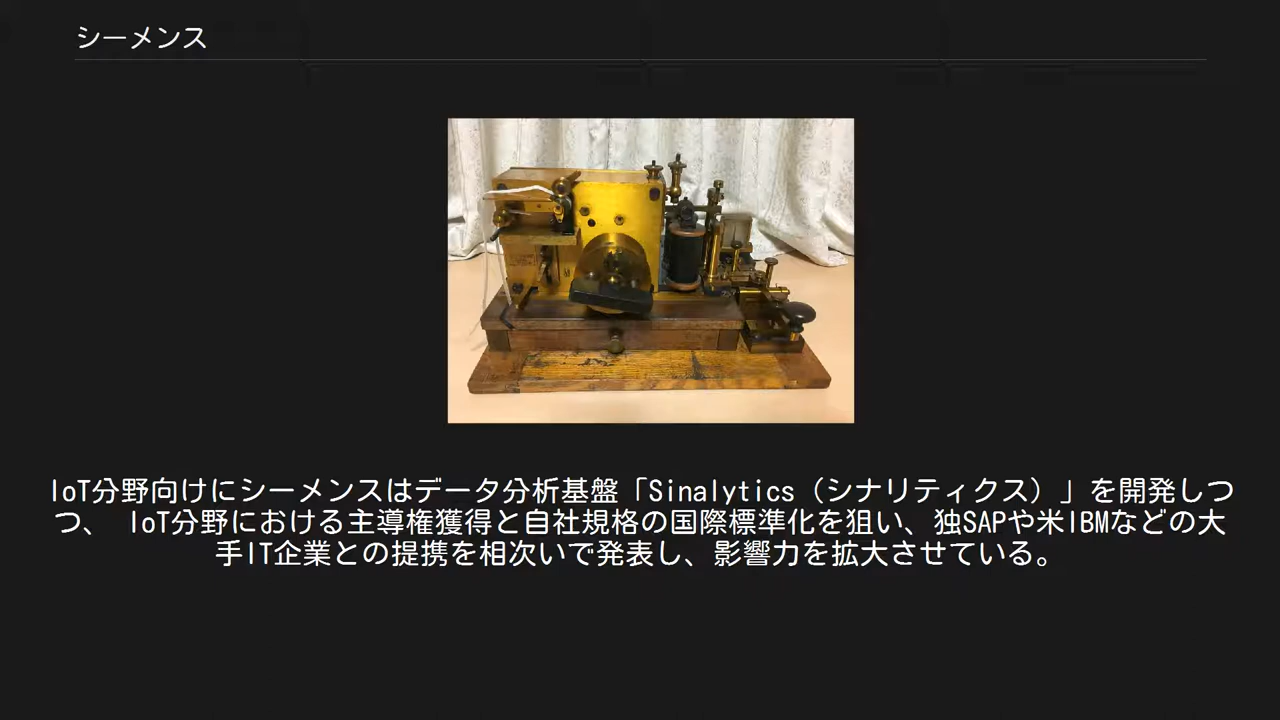 シーメンス
IoT分野向けにシーメンスはデータ分析基盤「Sinalytics（シナリティクス）」を開発しつ
つ、 IoT分野における主導権獲得と自社規格の国際標準化を狙い、独SAPや米IBMなどの大
手IT企業との提携を相次いで発表し、影響力を拡大させている。